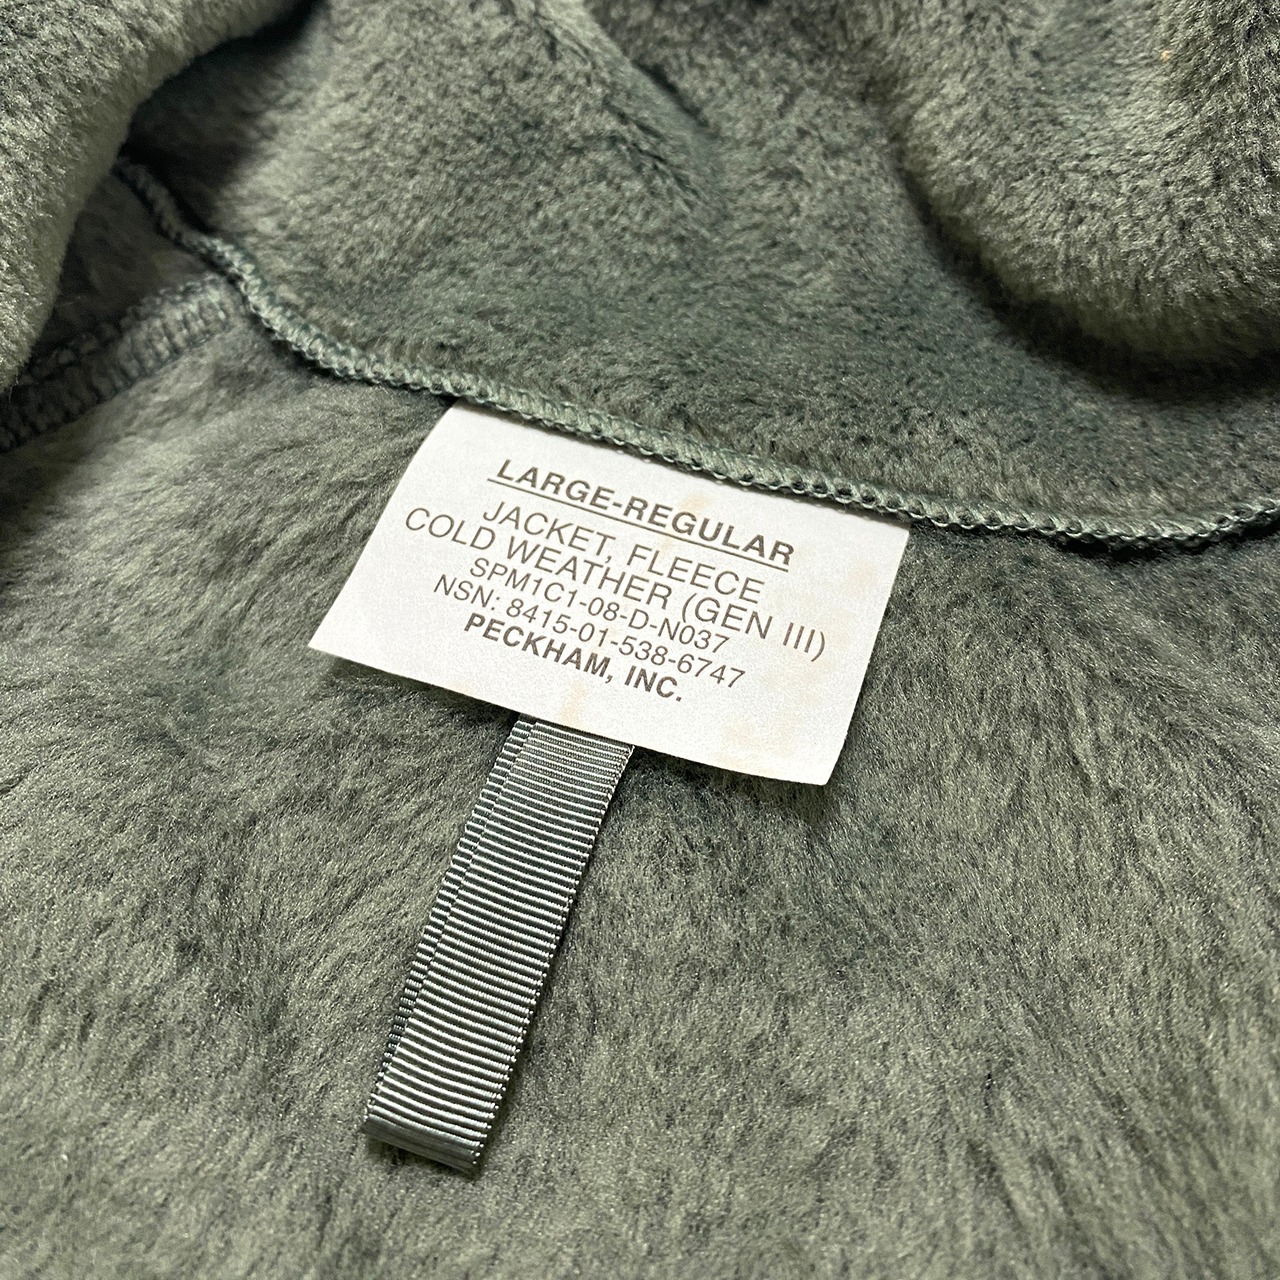 LARGE-REGULAR
JACKET, FLEECE
COLD WEATHER (GEN III)
SPM1C1-08-D-N037
NSN: 8415-01-538-6747
PECKHAM, INC.